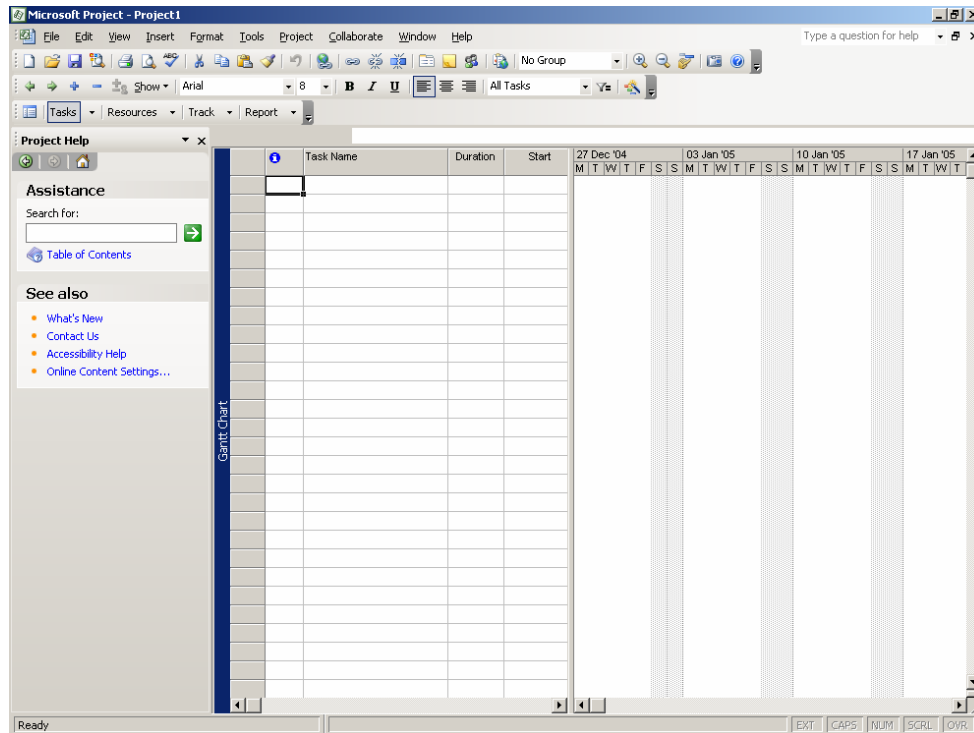 Microsoft Project - Project1
File Edit View Insert Format Tools Project Collaborate Window Help Type a question for help
No Group
Show Arial 8 B I U All Tasks
Tasks Resources Track Report
Project Help
Task Name Duration Start 27 Dec '04 03 Jan '05 10 Jan '05 17 Jan '05
M T W T F S S M T W T F S S M T W T F S S M T W T
Assistance
Search for:
Table of Contents
See also
What's New
Contact Us
Accessibility Help
Online Content Settings...
Gantt Chart
Ready EXT CAPS NUM SCRL OVR